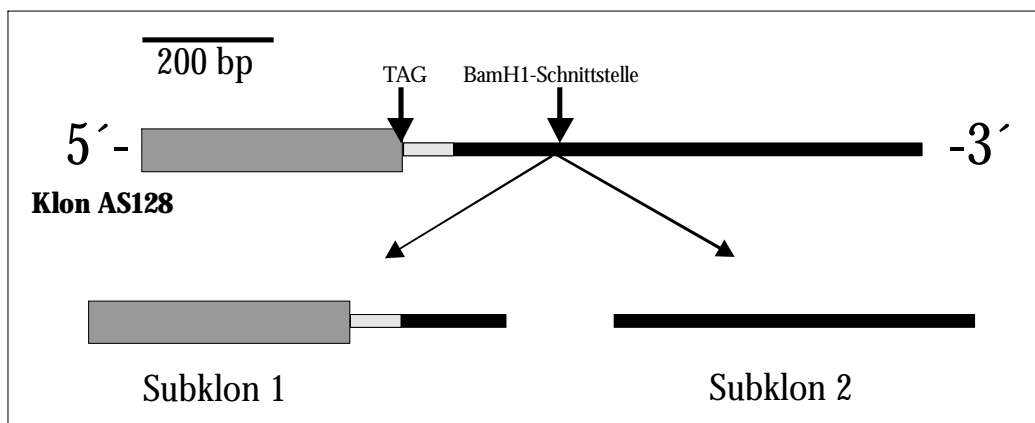 200 bp
TAG
BamH1-Schnittstelle
5´-
-3´
Klon AS128
Subklon 1
Subklon 2